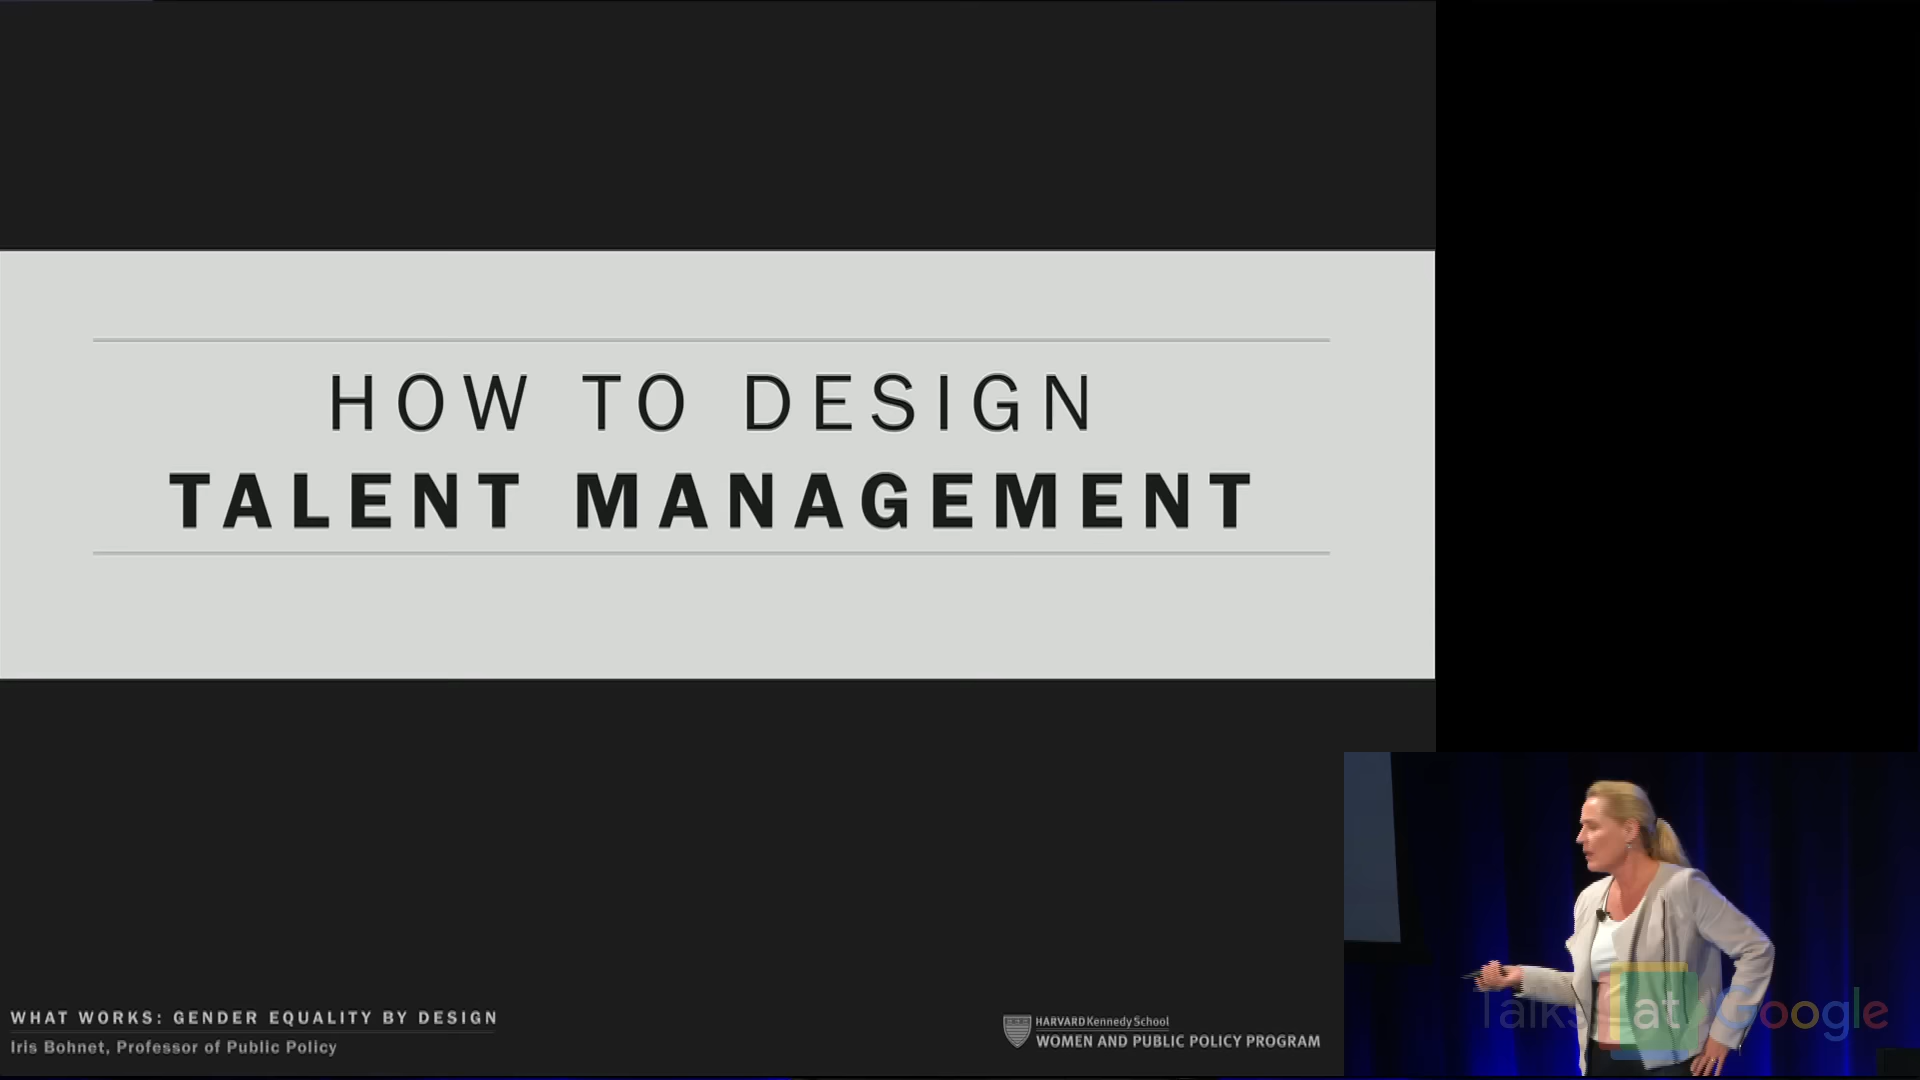 HOW TO DESIGN
TALENT MANAGEMENT
WHAT WORKS: GENDER EQUALITY BY DESIGN
Iris Bohnet, Professor of Public Policy
HARVARD Kennedy School
WOMEN AND PUBLIC POLICY PROGRAM
Talks at Google